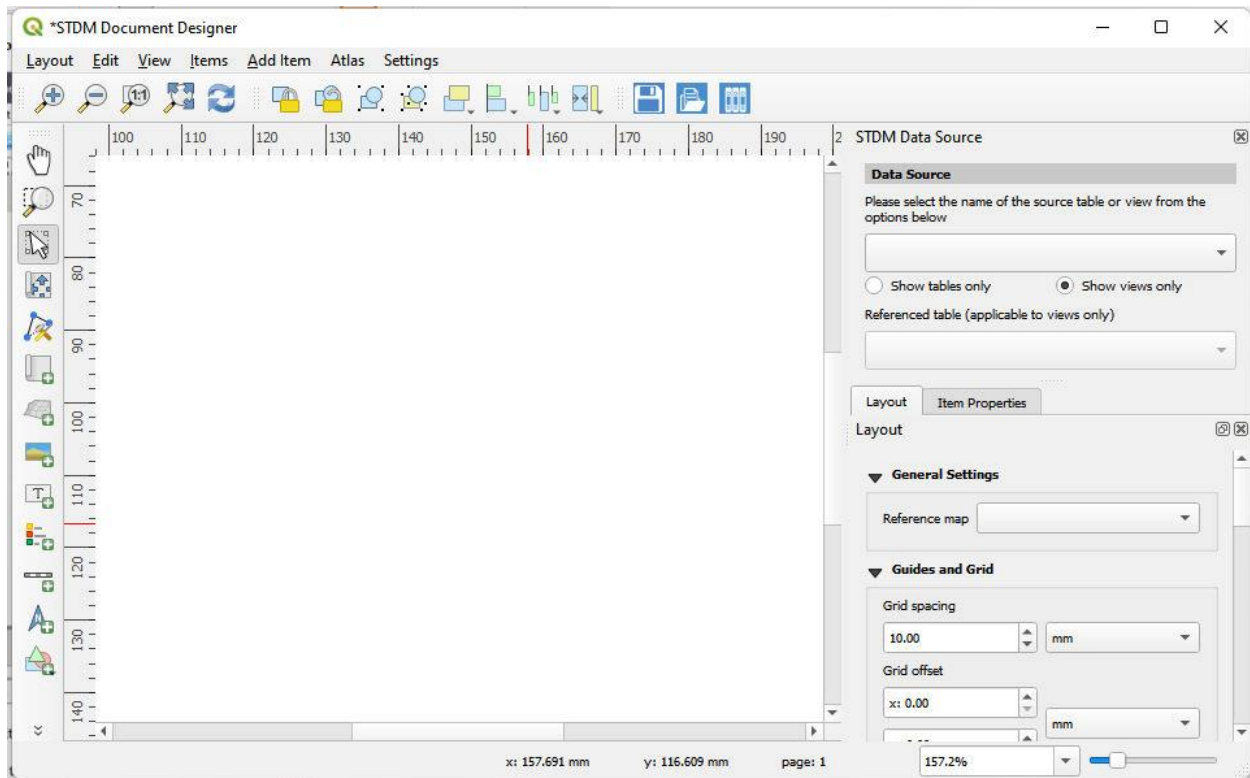 *STDM Document Designer
Layout Edit View Items Add Item Atlas Settings
1:1
100 110 120 130 140 150 160 170 180 190 2
70
80
90
100
110
120
130
140
T
STDM Data Source
Data Source
Please select the name of the source table or view from the
options below
Show tables only Show views only
Referenced table (applicable to views only)
Layout Item Properties
Layout
General Settings
Reference map
Guides and Grid
Grid spacing
10.00 mm
Grid offset
x: 0.00
mm
x: 157.691 mm y: 116.609 mm page: 1 157.2%